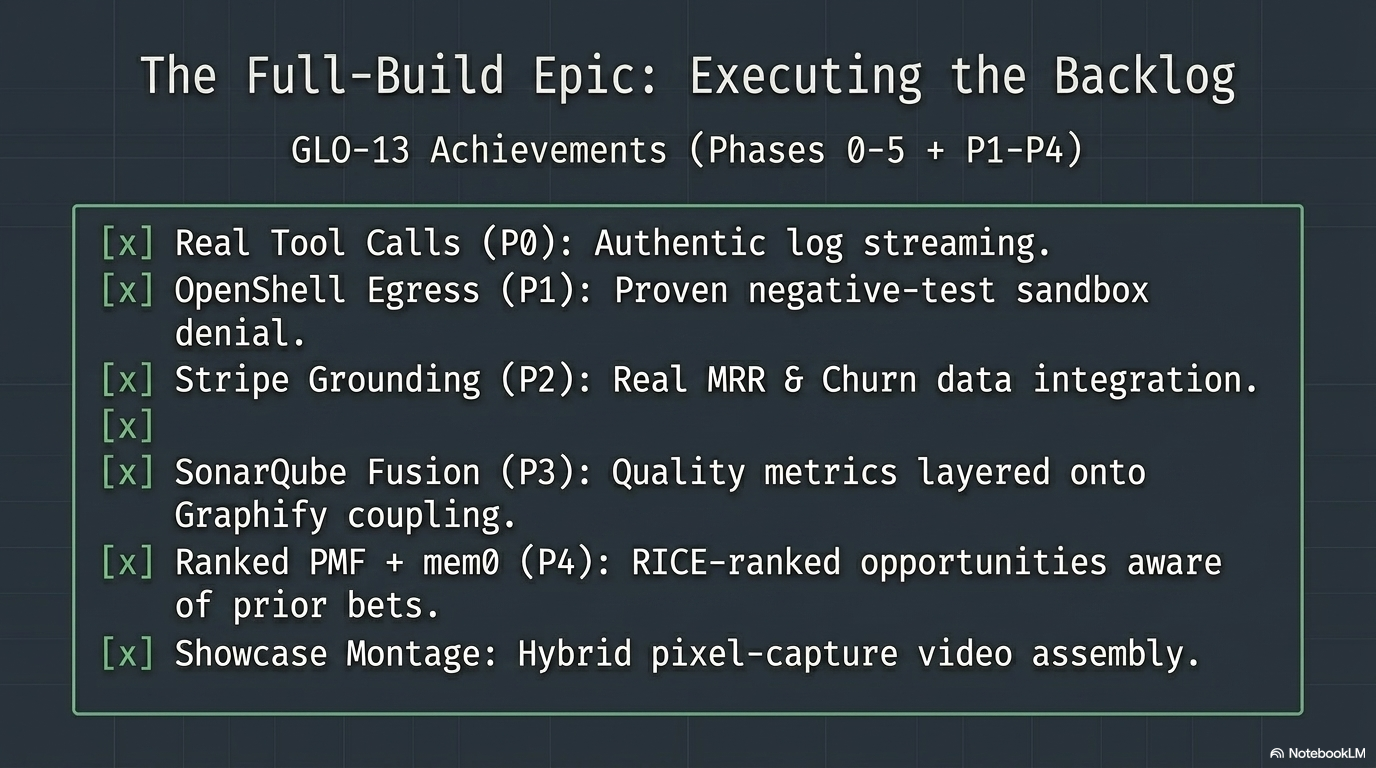 The Full-Build Epic: Executing the Backlog
GLO-13 Achievements (Phases 0-5 + P1-P4)
[x] Real Tool Calls (P0): Authentic log streaming.
[x] OpenShell Egress (P1): Proven negative-test sandbox
denial.
[x] Stripe Grounding (P2): Real MRR & Churn data integration.
[x]
[x] SonarQube Fusion (P3): Quality metrics layered onto
Graphify coupling.
[x] Ranked PMF + mem0 (P4): RICE-ranked opportunities aware
of prior bets.
[x] Showcase Montage: Hybrid pixel-capture video assembly.
NotebookLM